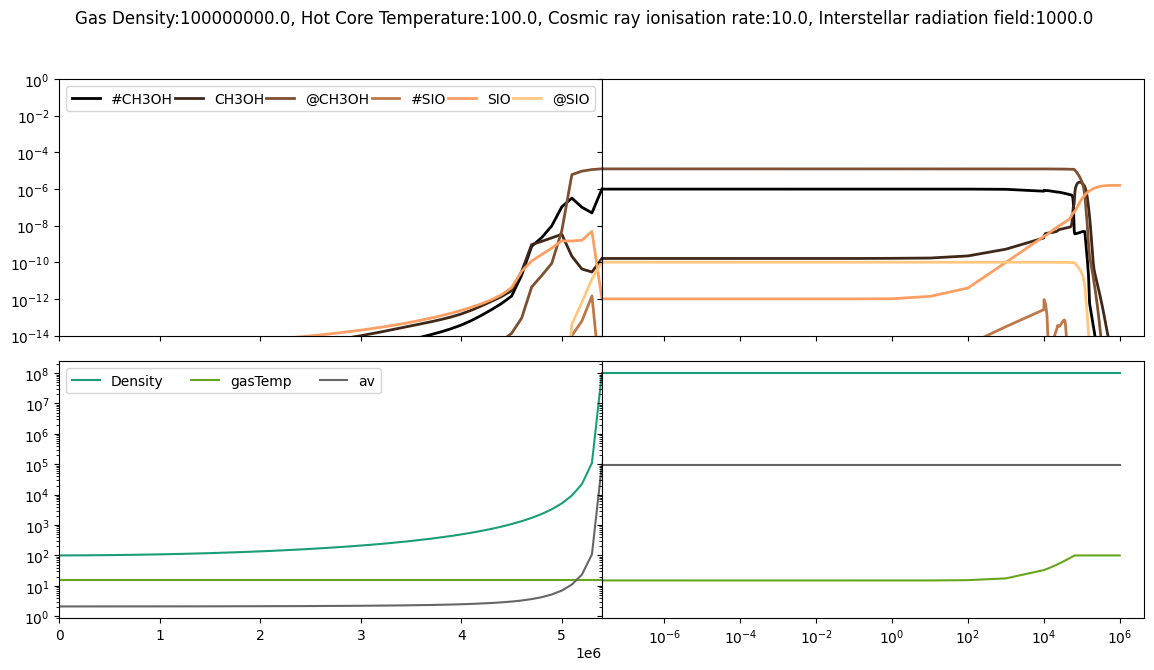 Gas Density:100000000.0, Hot Core Temperature:100.0, Cosmic ray ionisation rate:10.0, Interstellar radiation field:1000.0
#CH3OH CH3OH @CH3OH #SIO SIO @SIO
10^0
10^-2
10^-4
10^-6
10^-8
10^-10
10^-12
10^-14
Density gasTemp av
10^8
10^7
10^6
10^5
10^4
10^3
10^2
10^1
10^0
0 1 2 3 4 5
1e6
10^-6 10^-4 10^-2 10^0 10^2 10^4 10^6